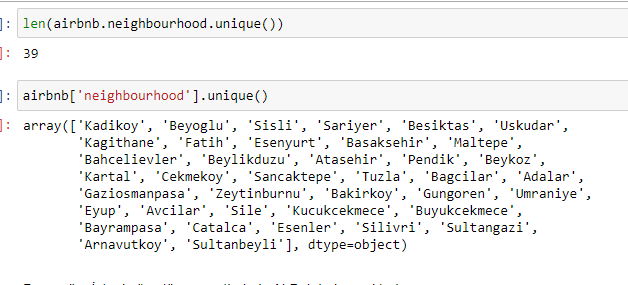 ]: len(airbnb.neighbourhood.unique())
]: 39
]: airbnb['neighbourhood'].unique()
]: array(['Kadikoy', 'Beyoglu', 'Sisli', 'Sariyer', 'Besiktas', 'Uskudar',
'Kagithane', 'Fatih', 'Esenyurt', 'Basaksehir', 'Maltepe',
'Bahcelievler', 'Beylikduzu', 'Atasehir', 'Pendik', 'Beykoz',
'Kartal', 'Cekmekoy', 'Sancaktepe', 'Tuzla', 'Bagcilar', 'Adalar',
'Gaziosmanpasa', 'Zeytinburnu', 'Bakirkoy', 'Gungoren', 'Umraniye',
'Eyup', 'Avcilar', 'Sile', 'Kucukcekmece', 'Buyukcekmece',
'Bayrampasa', 'Catalca', 'Esenler', 'Silivri', 'Sultangazi',
'Arnavutkoy', 'Sultanbeyli'], dtype=object)